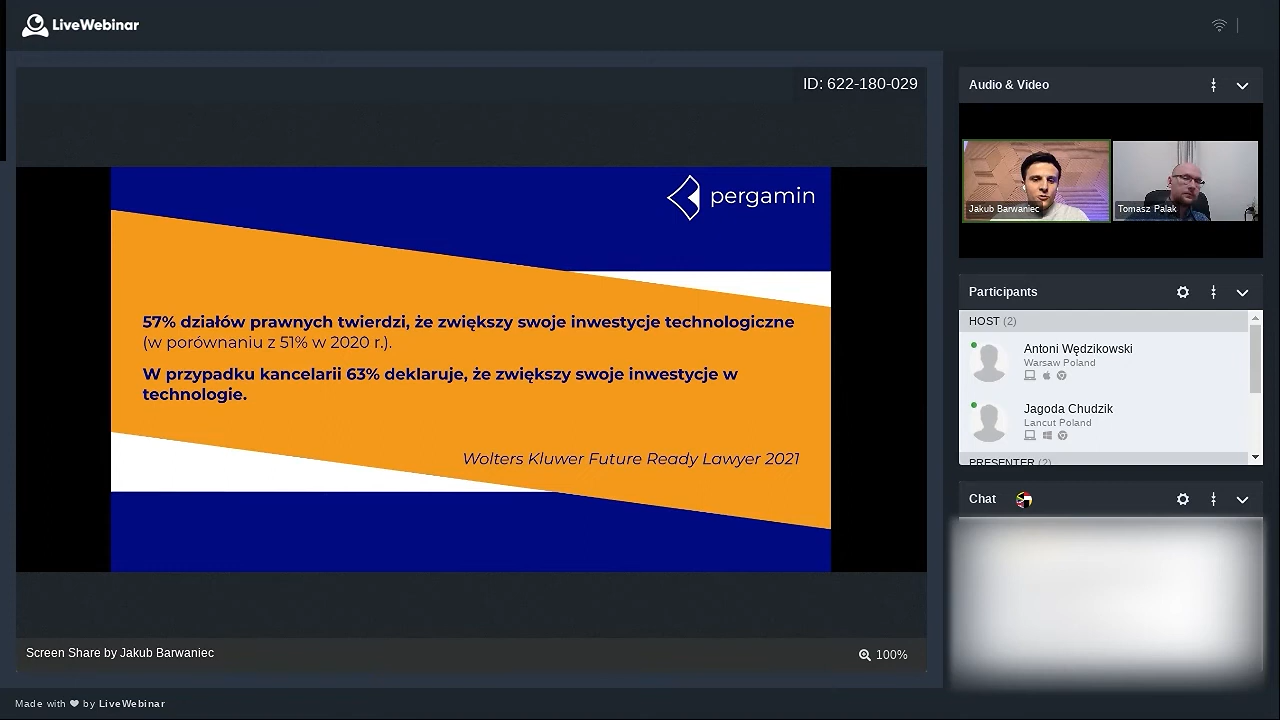 LiveWebinar
ID: 622-180-029
pergamin
57% działów prawnych twierdzi, że zwiększy swoje inwestycje technologiczne
(w porównaniu z 51% w 2020 r.).
W przypadku kancelarii 63% deklaruje, że zwiększy swoje inwestycje w
technologie.
Wolters Kluwer Future Ready Lawyer 2021
Screen Share by Jakub Barwaniec
100%
Made with ❤ by LiveWebinar
Audio & Video
Jakub Barwaniec
Tomasz Palak
Participants
HOST (2)
Antoni Wędzikowski
Warsaw Poland
Jagoda Chudzik
Lancut Poland
PRESENTER (2)
Chat